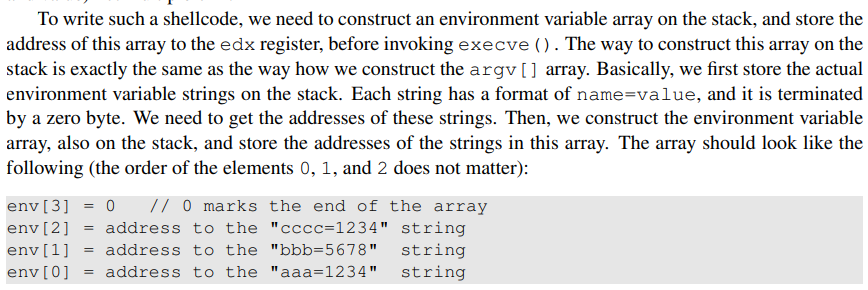 To write such a shellcode, we need to construct an environment variable array on the stack, and store the
address of this array to the edx register, before invoking execve(). The way to construct this array on the
stack is exactly the same as the way how we construct the argv[] array. Basically, we first store the actual
environment variable strings on the stack. Each string has a format of name=value, and it is terminated
by a zero byte. We need to get the addresses of these strings. Then, we construct the environment variable
array, also on the stack, and store the addresses of the strings in this array. The array should look like the
following (the order of the elements 0, 1, and 2 does not matter):
env[3] = 0 // 0 marks the end of the array
env[2] = address to the "cccc=1234" string
env[1] = address to the "bbb=5678" string
env[0] = address to the "aaa=1234" string